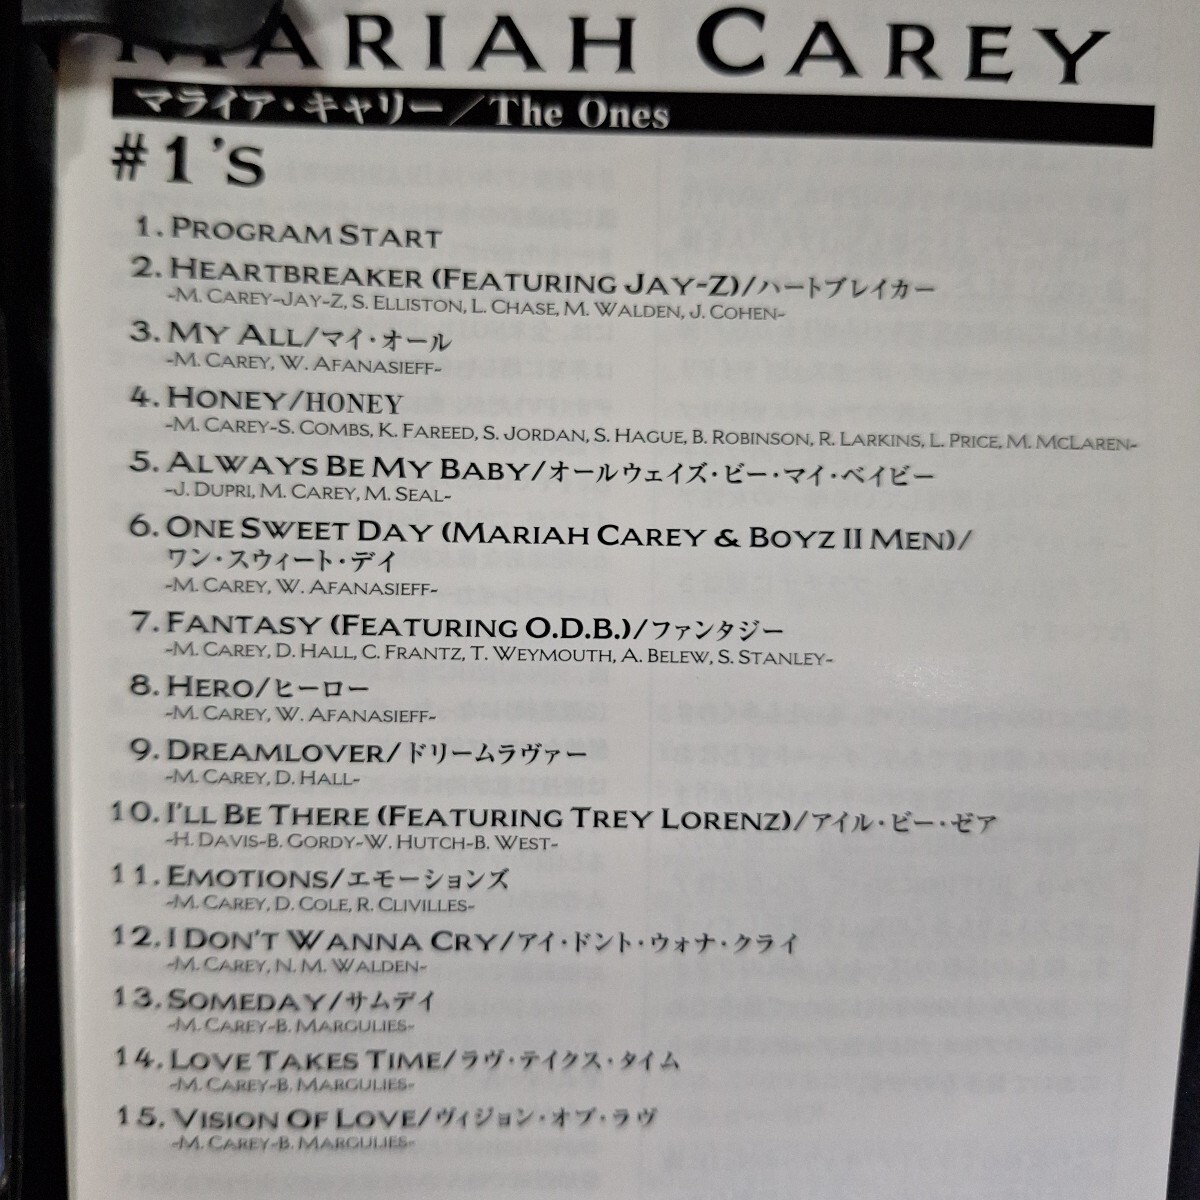 MARIAH CAREY
マライア・キャリー／The Ones
#1's
1. PROGRAM START
2. HEARTBREAKER (FEATURING JAY-Z)/ハートブレイカー
-M. CAREY-JAY-Z, S. ELLISTON, L. CHASE, M. WALDEN, J. COHEN-
3. MY ALL/マイ・オール
-M. CAREY, W. AFANASIEFF-
4. HONEY/HONEY
-M. CAREY-S. COMBS, K. FAREED, S. JORDAN, S. HAGUE, B. ROBINSON, R. LARKINS, L. PRICE, M. MCLAREN-
5. ALWAYS BE MY BABY/オールウェイズ・ビー・マイ・ベイビー
-J. DUPRI, M. CAREY, M. SEAL-
6. ONE SWEET DAY (MARIAH CAREY & BOYZ II MEN)/
ワン・スウィート・デイ
-M. CAREY, W. AFANASIEFF-
7. FANTASY (FEATURING O.D.B.)/ファンタジー
-M. CAREY, D. HALL, C. FRANTZ, T. WEYMOUTH, A. BELEW, S. STANLEY-
8. HERO/ヒーロー
-M. CAREY, W. AFANASIEFF-
9. DREAMLOVER/ドリームラヴァー
-M. CAREY, D. HALL-
10. I'LL BE THERE (FEATURING TREY LORENZ)/アイル・ビー・ゼア
-H. DAVIS-B. GORDY-W. HUTCH-B. WEST-
11. EMOTIONS/エモーションズ
-M. CAREY, D. COLE, R. CLIVILLES-
12. I DON'T WANNA CRY/アイ・ドント・ウォナ・クライ
-M. CAREY, N. M. WALDEN-
13. SOMEDAY/サムデイ
-M. CAREY-B. MARGULIES-
14. LOVE TAKES TIME/ラヴ・テイクス・タイム
-M. CAREY-B. MARGULIES-
15. VISION OF LOVE/ヴィジョン・オブ・ラヴ
-M. CAREY-B. MARGULIES-